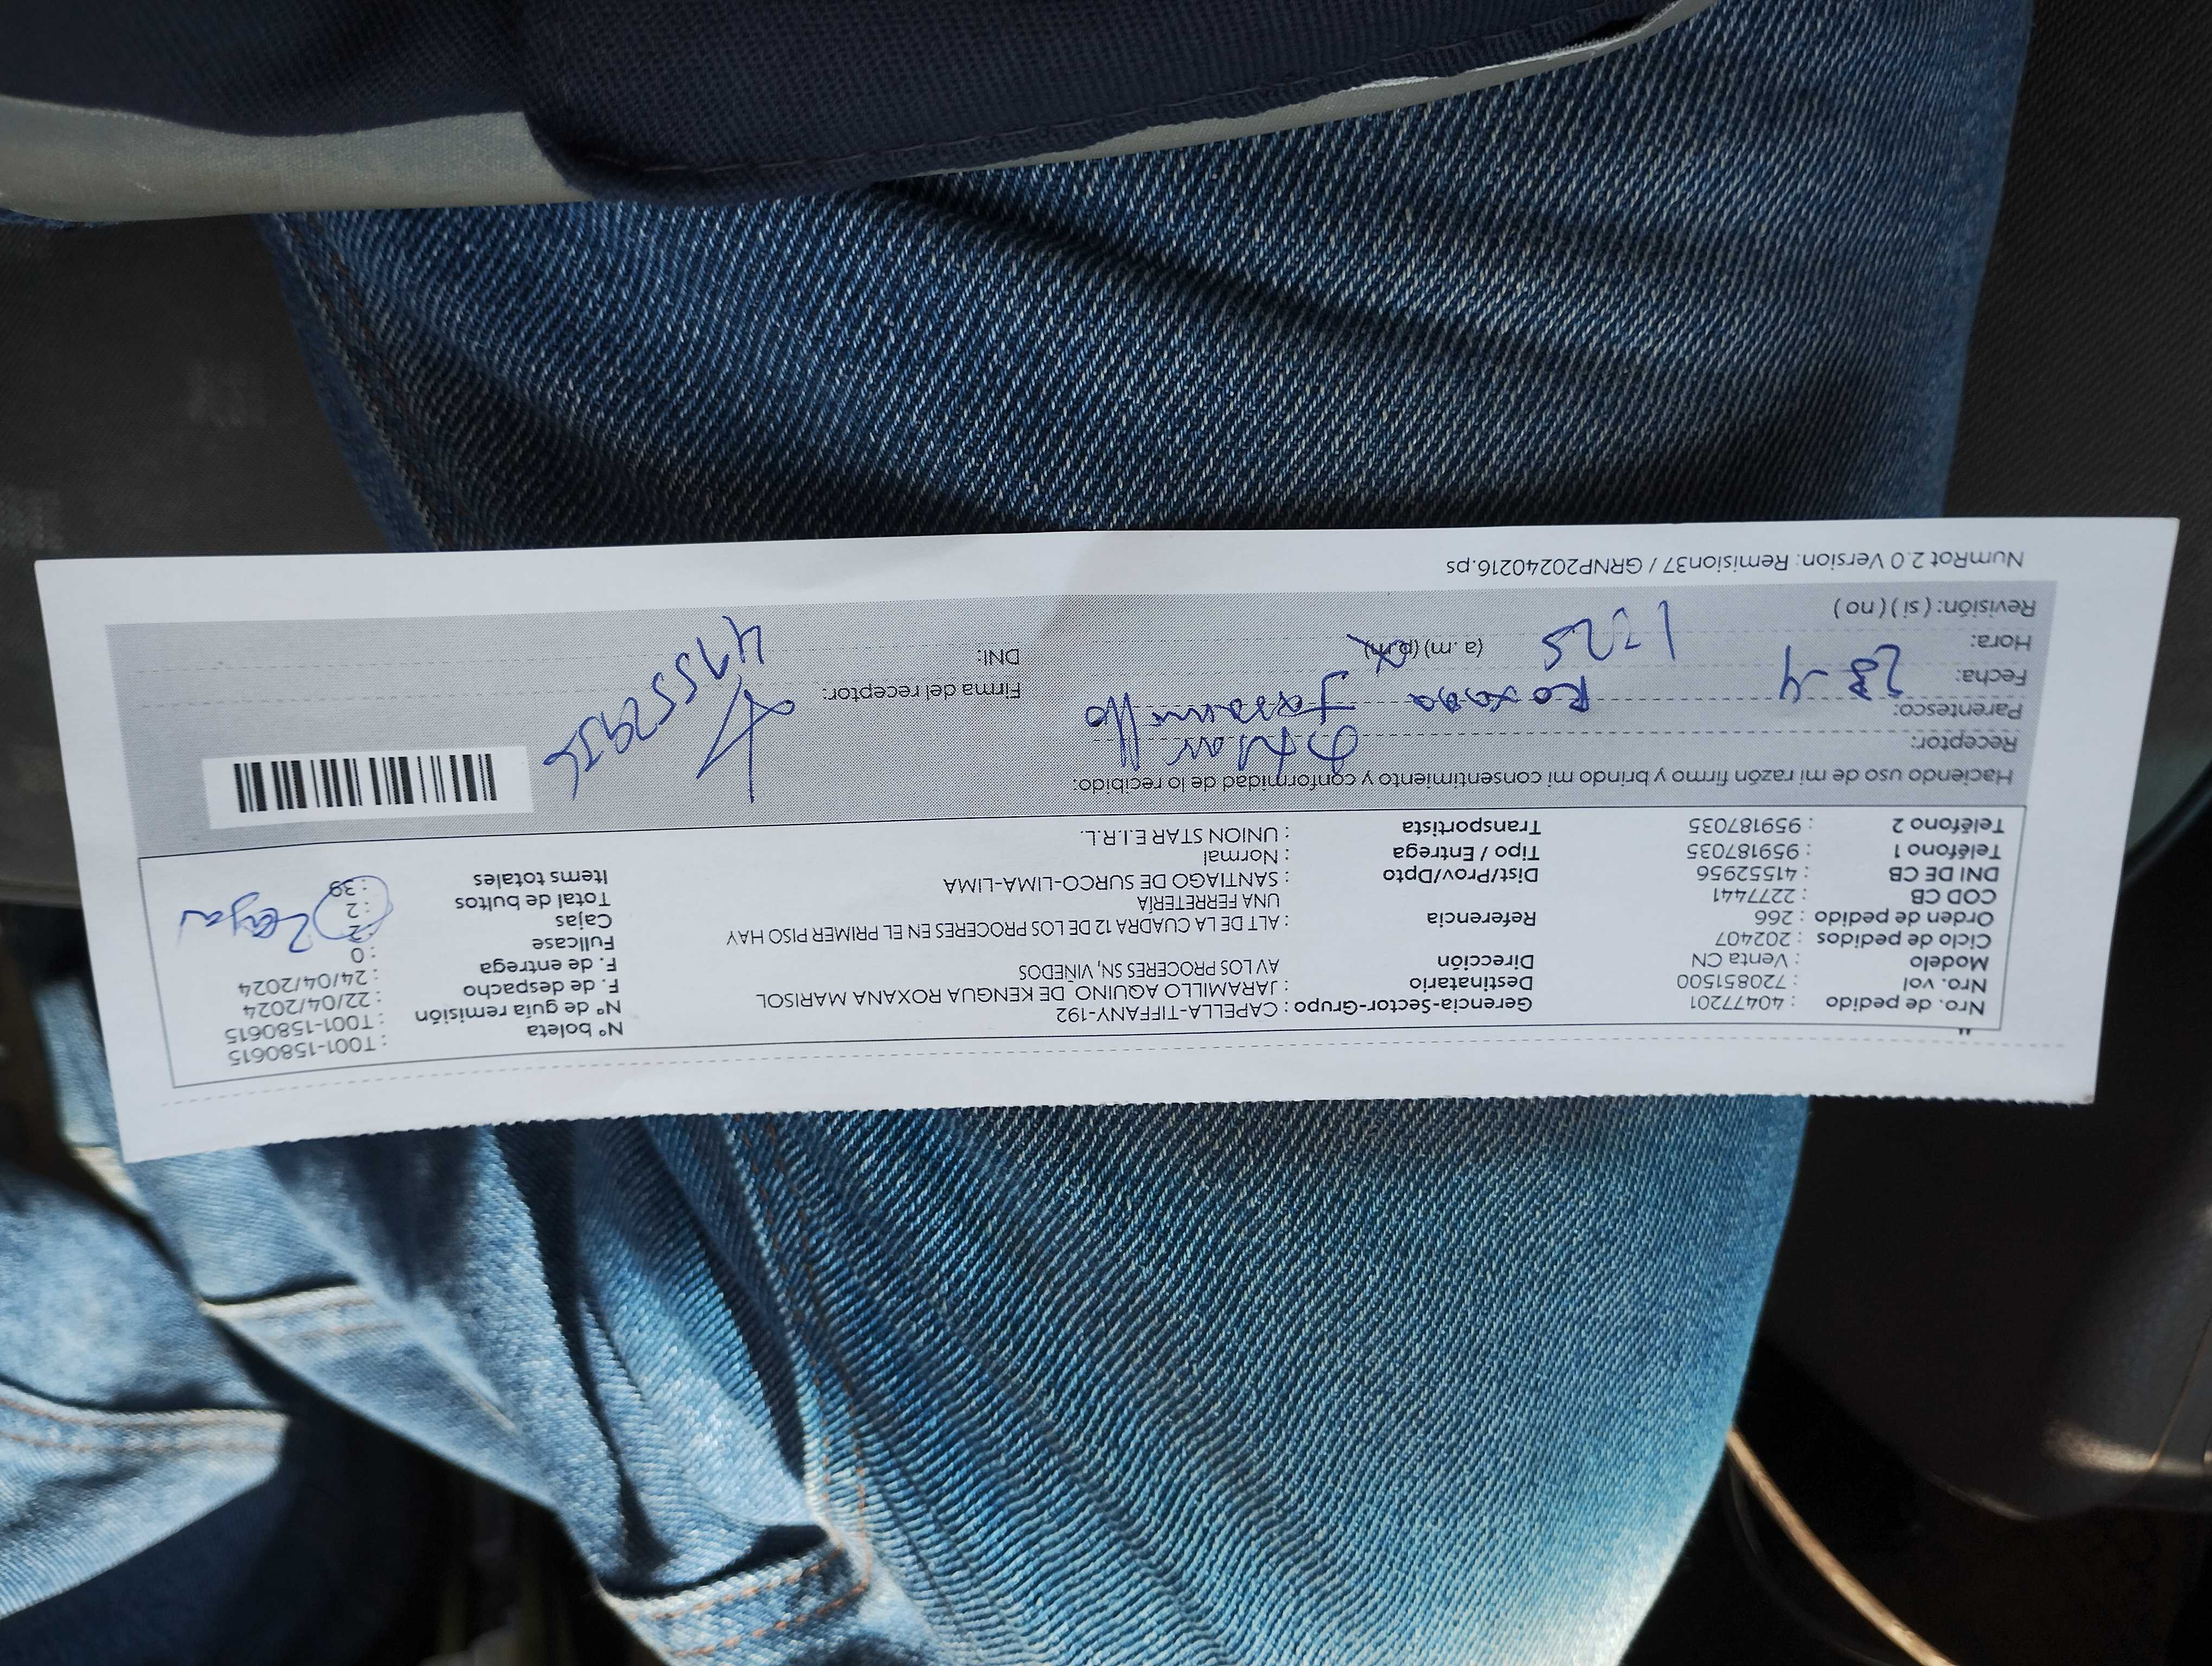 Nro. de pedido : 40477201 Gerencia-Sector-Grupo : CAPELLA-TIFFANY-192 Nº boleta : T001-1580615
Nro. vol : 720851500 Destinatario : JARAMILLO AQUINO DE KENGUA ROXANA MARISOL Nº de guía remisión : T001-1580615
Modelo : Venta CN Dirección AV LOS PROCERES SN, VIÑEDOS F. de despacho : 22/04/2024
Ciclo de pedidos : 202407 F. de entrega : 24/04/2024
Orden de pedido : 266 Referencia : ALT DE LA CUADRA 12 DE LOS PROCERES EN EL PRIMER PISO HAY Fullcase : 0
COD CB : 2277441 UNA FERRETERÍA Cajas : 2
DNI DE CB : 41552956 Dist/Prov/Dpto : SANTIAGO DE SURCO-LIMA-LIMA Total de bultos : 2
Teléfono 1 : 959187035 Tipo / Entrega : Normal Items totales : 39
Teléfono 2 : 959187035 Transportista : UNION STAR E.I.R.L.
Haciendo uso de mi razón firmo y brindo mi consentimiento y conformidad de lo recibido:
Receptor:
Parentesco: Roxana Jaramillo Firma del receptor:
Fecha: 23-4
Hora: (a.m) (p.m) DNI: 41552956
Revisión: ( si ) ( no )
NumRot 2.0 Version: Remision37 / GRNP20240216.ps